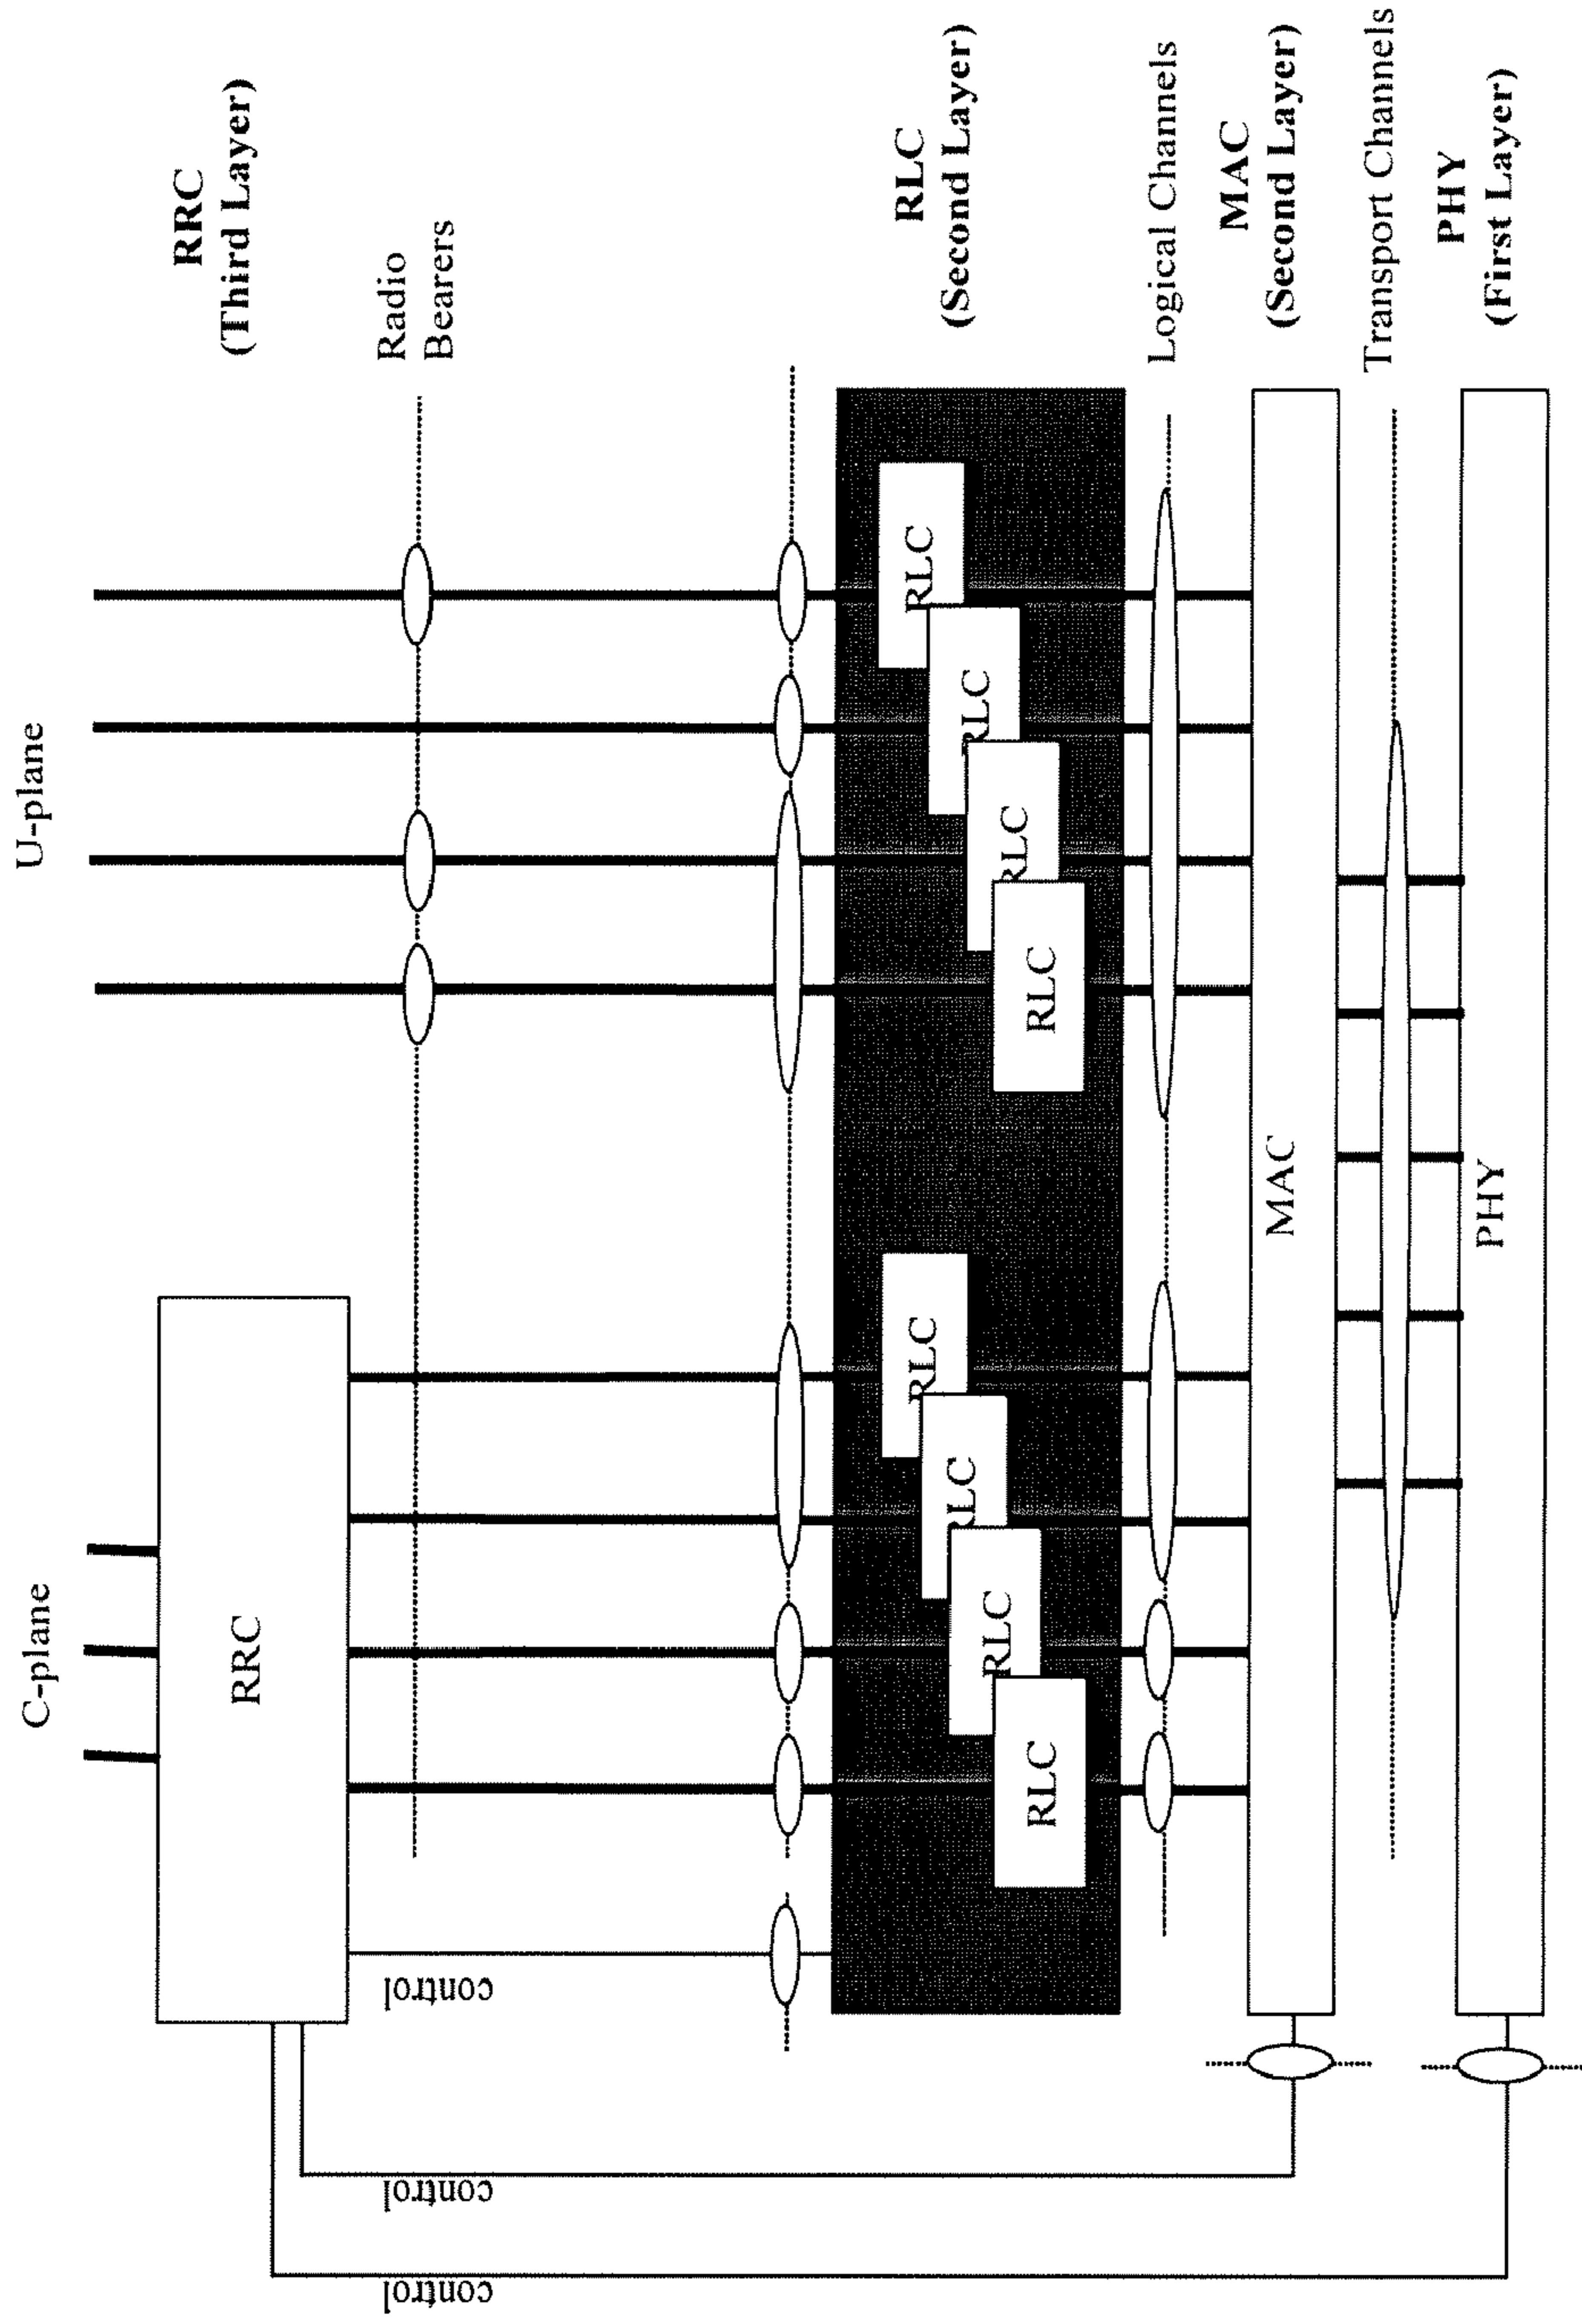 C-plane
U-plane
RRC
(Third Layer)
RRC
Radio
Bearers
control
control
control
RLC
(Second Layer)
RLC
RLC
RLC
RLC
RLC
RLC
RLC
RLC
Logical Channels
MAC
(Second Layer)
MAC
Transport Channels
PHY
(First Layer)
PHY